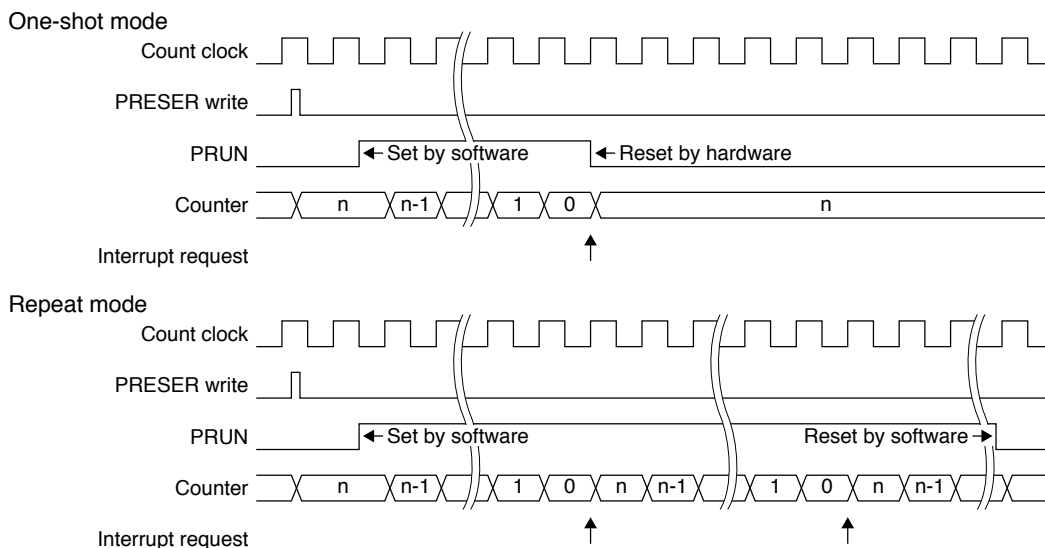 One-shot mode
Count clock
PRESER write
PRUN Set by software Reset by hardware
Counter n n-1 1 0 n
Interrupt request
Repeat mode
Count clock
PRESER write
PRUN Set by software Reset by software
Counter n n-1 1 0 n n-1 1 0 n n-1
Interrupt request